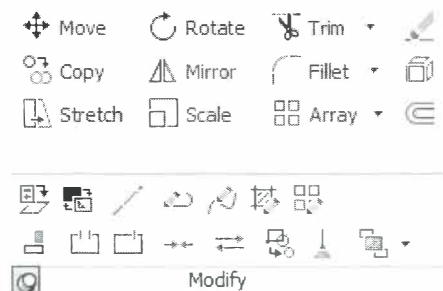 Move Rotate Trim
Copy Mirror Fillet
Stretch Scale Array
Modify